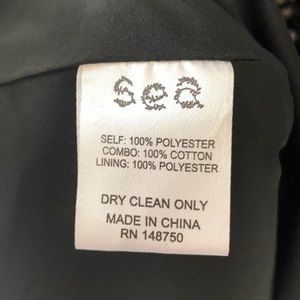 sea
SELF: 100% POLYESTER
COMBO: 100% COTTON
LINING: 100% POLYESTER
DRY CLEAN ONLY
MADE IN CHINA
RN 148750